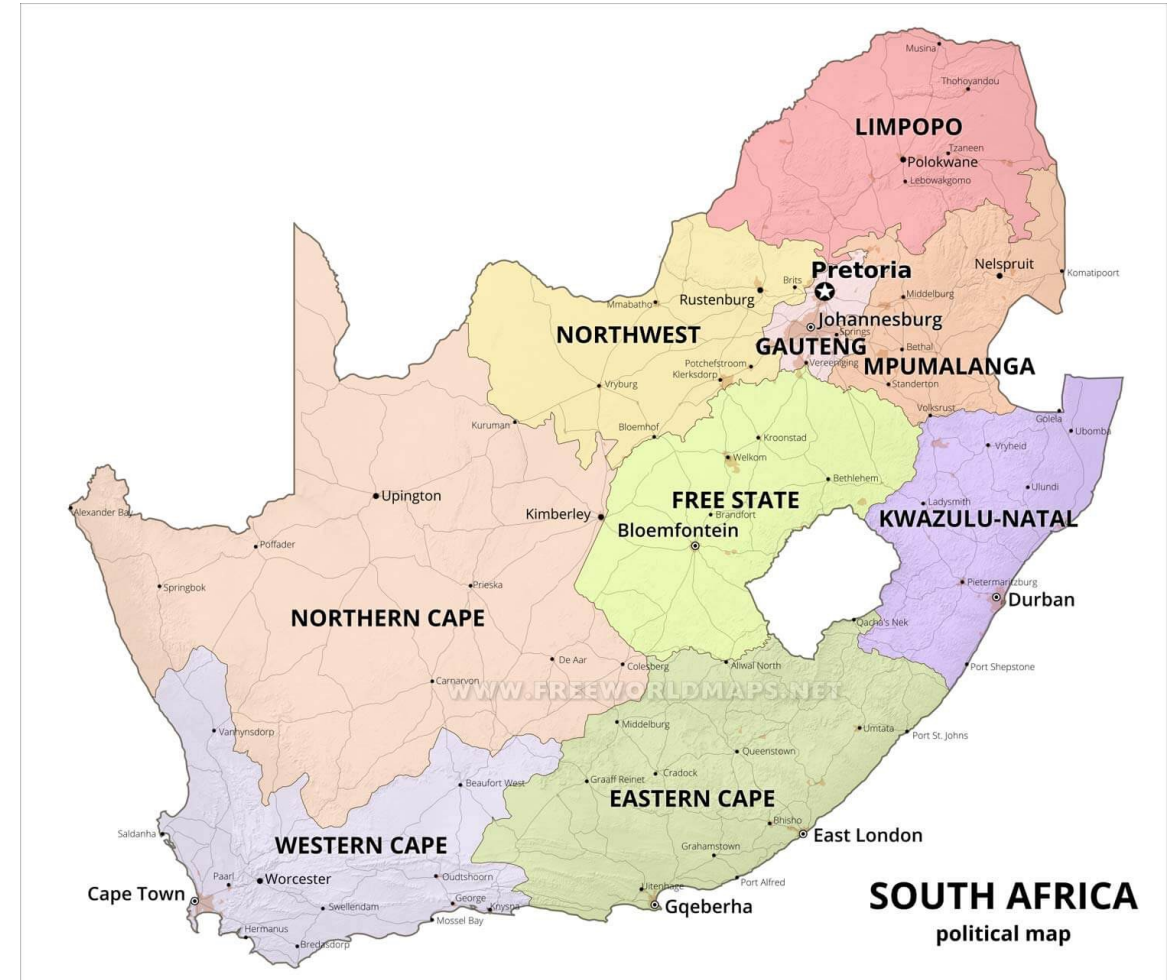 Musina
Thohoyandou
LIMPOPO
Tzaneen
Polokwane
Lebowakgomo
Pretoria
Nelspruit
Komatipoort
Brits
Rustenburg
Mmabatho
Middelburg
Johannesburg
Springs
NORTHWEST
GAUTENG
Bethal
Vereeniging
MPUMALANGA
Potchefstroom
Klerksdorp
Standerton
Vryburg
Volksrust
Golela
Ubombo
Kuruman
Bloemhof
Kroonstad
Vryheid
Welkom
Bethlehem
Ulundi
Upington
FREE STATE
Ladysmith
Kimberley
Brandfort
KWAZULU-NATAL
Alexander Bay
Bloemfontein
Poffader
Springbok
Prieska
Pietermaritzburg
Durban
NORTHERN CAPE
Qacha's Nek
De Aar
Colesberg
Aliwal North
Port Shepstone
Carnarvon
WWW.FREEWORLDMAPS.NET
Vanhynsdorp
Middelburg
Umtata
Port St. Johns
Queenstown
Beaufort West
Graaff Reinet
Cradock
EASTERN CAPE
Saldanha
WESTERN CAPE
Bhisho
East London
Grahamstown
Paarl
Worcester
Oudtshoorn
Cape Town
Uitenhage
Port Alfred
Swellendam
George
Knysna
Gqeberha
Mossel Bay
Hermanus
Bredasdorp
SOUTH AFRICA
political map